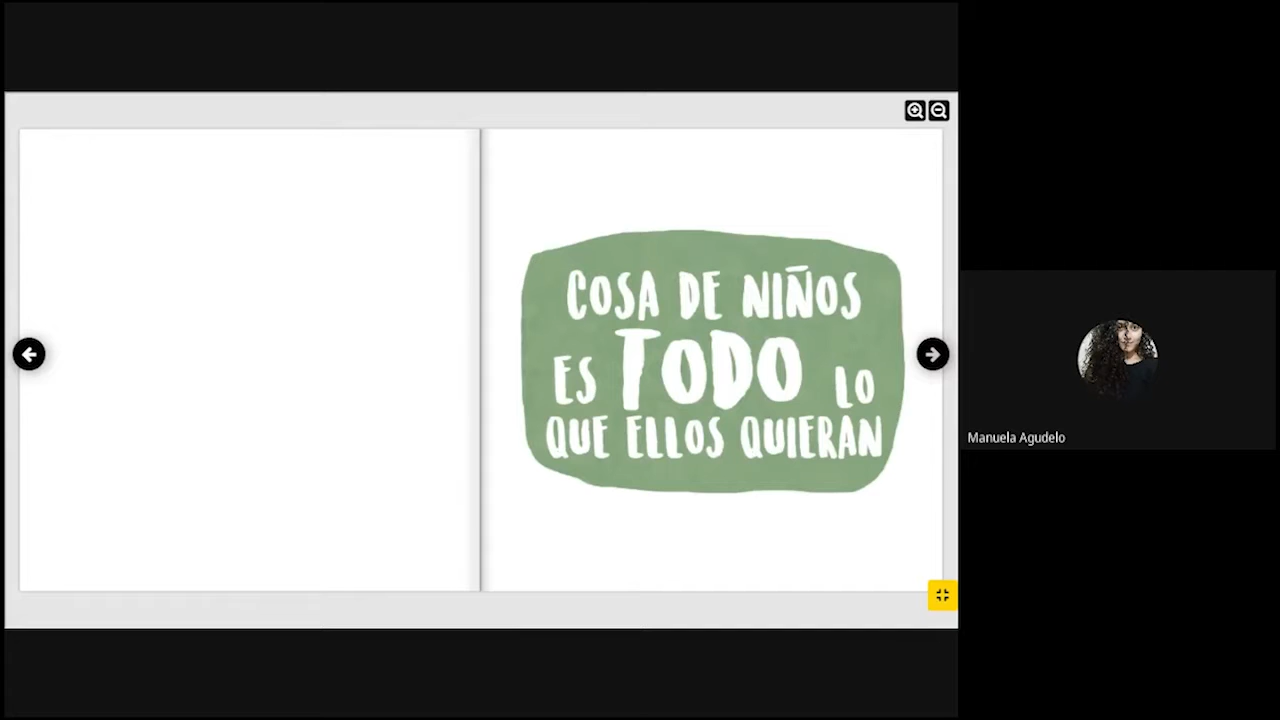 COSA DE NIÑOS
ES TODO LO
QUE ELLOS QUIERAN
Manuela Agudelo